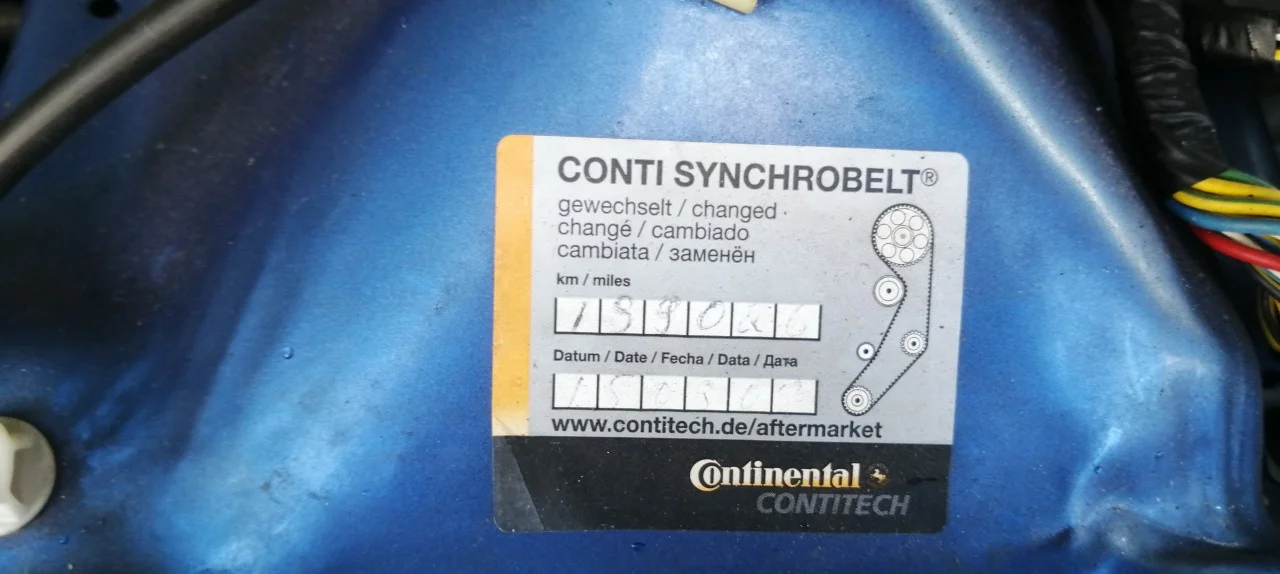 CONTI SYNCHROBELT®
gewechselt / changed
changé / cambiado
cambiata / заменён
km / miles
Datum / Date / Fecha / Data / Дата
www.contitech.de/aftermarket
Continental
CONTITECH